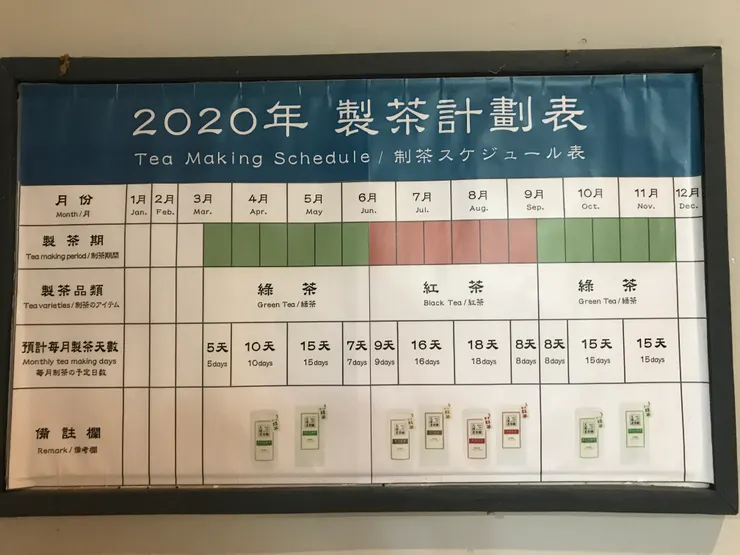 2020年 製茶計劃表
Tea Making Schedule / 制茶スケジュール表
月份 1月 2月 3月 4月 5月 6月 7月 8月 9月 10月 11月 12月
Month/月 Jan. Feb. Mar. Apr. May Jun. Jul. Aug. Sep. Oct. Nov. Dec.
製茶期
Tea making period/制茶期間
製茶品類 綠茶 紅茶 綠茶
Tea varieties/制茶のアイテム Green Tea/緑茶 Black Tea/紅茶 Green Tea/緑茶
預計每月製茶天數 5天 10天 15天 7天 9天 16天 18天 8天 8天 15天 15天
Monthly tea making days 5days 10days 15days 7days 9days 16days 18days 8days 8days 15days 15days
毎月制茶の予定日数
備註欄
Remark/備考欄